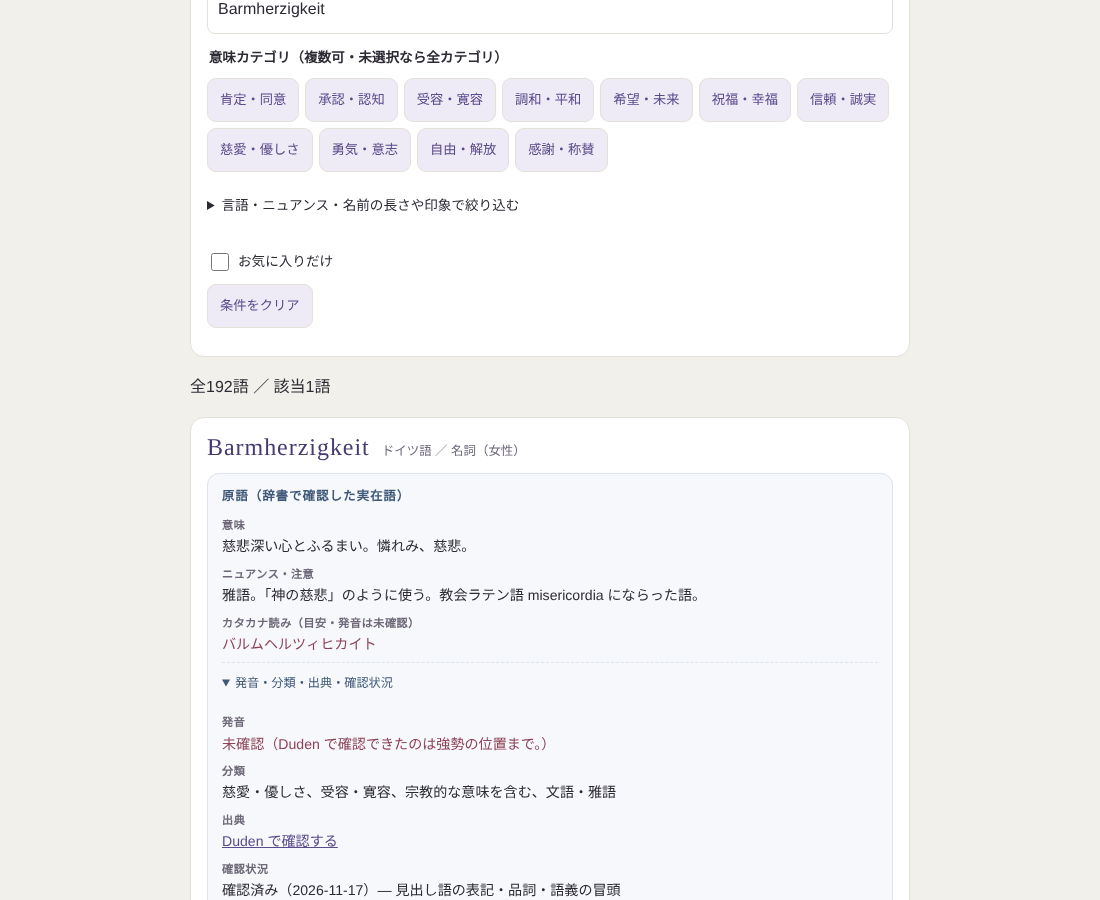 Barmherzigkeit
意味カテゴリ（複数可・未選択なら全カテゴリ）
肯定・同意 承認・認知 受容・寛容 調和・平和 希望・未来 祝福・幸福 信頼・誠実
慈愛・優しさ 勇気・意志 自由・解放 感謝・称賛
▶ 言語・ニュアンス・名前の長さや印象で絞り込む
お気に入りだけ
条件をクリア
全192語 ／ 該当1語
Barmherzigkeit ドイツ語 ／ 名詞（女性）
原語（辞書で確認した実在語）
意味
慈悲深い心とふるまい。憐れみ、慈悲。
ニュアンス・注意
雅語。「神の慈悲」のように使う。教会ラテン語 misericordia にならった語。
カタカナ読み（目安・発音は未確認）
バルムヘルツィヒカイト
▼ 発音・分類・出典・確認状況
発音
未確認（Duden で確認できたのは強勢の位置まで。）
分類
慈愛・優しさ、受容・寛容、宗教的な意味を含む、文語・雅語
出典
Duden で確認する
確認状況
確認済み（2026-11-17）— 見出し語の表記・品詞・語義の冒頭